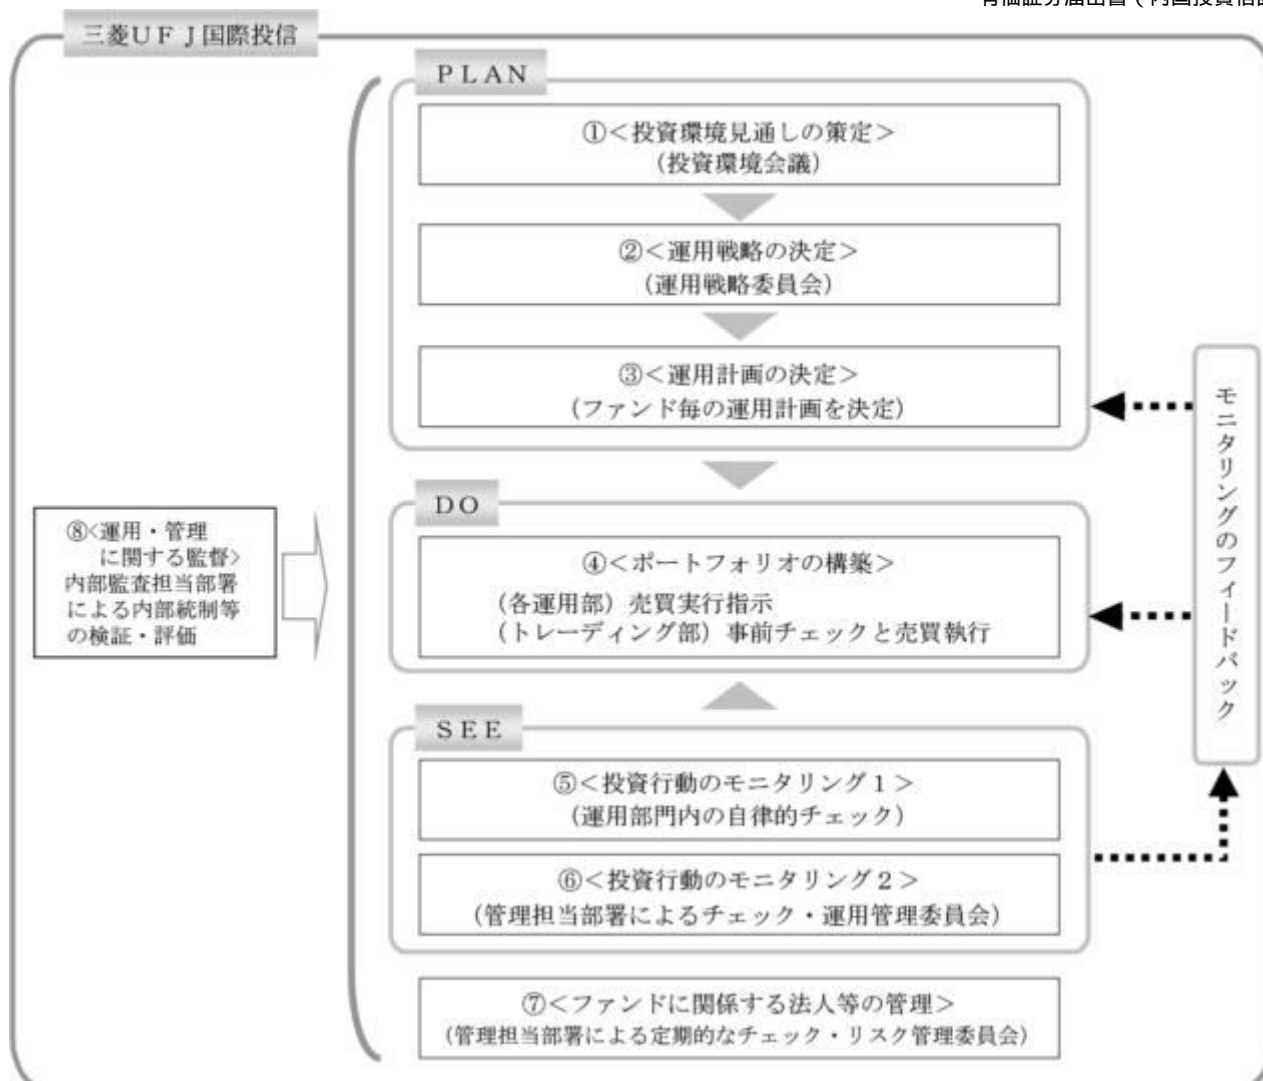 三菱ＵＦＪ国際投信
ＰＬＡＮ
①＜投資環境見通しの策定＞
（投資環境会議）
②＜運用戦略の決定＞
（運用戦略委員会）
③＜運用計画の決定＞
（ファンド毎の運用計画を決定）
ＤＯ
④＜ポートフォリオの構築＞
（各運用部）売買実行指示
（トレーディング部）事前チェックと売買執行
ＳＥＥ
⑤＜投資行動のモニタリング１＞
（運用部門内の自律的チェック）
⑥＜投資行動のモニタリング２＞
（管理担当部署によるチェック・運用管理委員会）
⑦＜ファンドに関係する法人等の管理＞
（管理担当部署による定期的なチェック・リスク管理委員会）
⑧＜運用・管理
に関する監督＞
内部監査担当部署
による内部統制等
の検証・評価
モニタリングのフィードバック